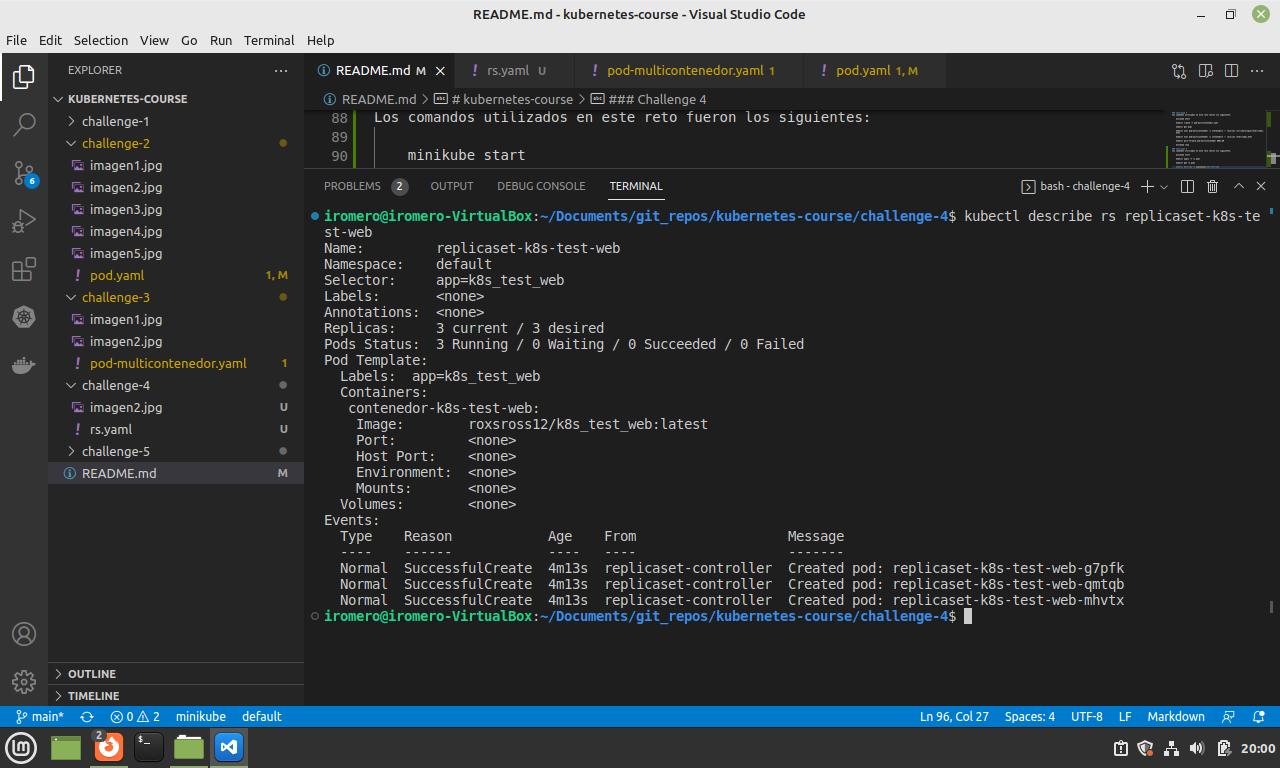 README.md - kubernetes-course - Visual Studio Code
File Edit Selection View Go Run Terminal Help
EXPLORER
KUBERNETES-COURSE
challenge-1
challenge-2
imagen1.jpg
imagen2.jpg
imagen3.jpg
imagen4.jpg
imagen5.jpg
pod.yaml 1, M
challenge-3
imagen1.jpg
imagen2.jpg
pod-multicontenedor.yaml 1
challenge-4
imagen2.jpg U
rs.yaml U
challenge-5
README.md M
OUTLINE
TIMELINE
6
README.md M rs.yaml U pod-multicontenedor.yaml 1 pod.yaml 1, M
README.md > # kubernetes-course > ### Challenge 4
88 Los comandos utilizados en este reto fueron los siguientes:
89
90 minikube start
PROBLEMS 2 OUTPUT DEBUG CONSOLE TERMINAL bash - challenge-4
iromero@iromero-VirtualBox:~/Documents/git_repos/kubernetes-course/challenge-4$ kubectl describe rs replicaset-k8s-te
st-web
Name: replicaset-k8s-test-web
Namespace: default
Selector: app=k8s_test_web
Labels: <none>
Annotations: <none>
Replicas: 3 current / 3 desired
Pods Status: 3 Running / 0 Waiting / 0 Succeeded / 0 Failed
Pod Template:
Labels: app=k8s_test_web
Containers:
contenedor-k8s-test-web:
Image: roxsross12/k8s_test_web:latest
Port: <none>
Host Port: <none>
Environment: <none>
Mounts: <none>
Volumes: <none>
Events:
Type Reason Age From Message
---- ------ ---- ---- -------
Normal SuccessfulCreate 4m13s replicaset-controller Created pod: replicaset-k8s-test-web-g7pfk
Normal SuccessfulCreate 4m13s replicaset-controller Created pod: replicaset-k8s-test-web-qmtqb
Normal SuccessfulCreate 4m13s replicaset-controller Created pod: replicaset-k8s-test-web-mhvtx
iromero@iromero-VirtualBox:~/Documents/git_repos/kubernetes-course/challenge-4$
main* 0 2 minikube default Ln 96, Col 27 Spaces: 4 UTF-8 LF Markdown
2 $_ 20:00